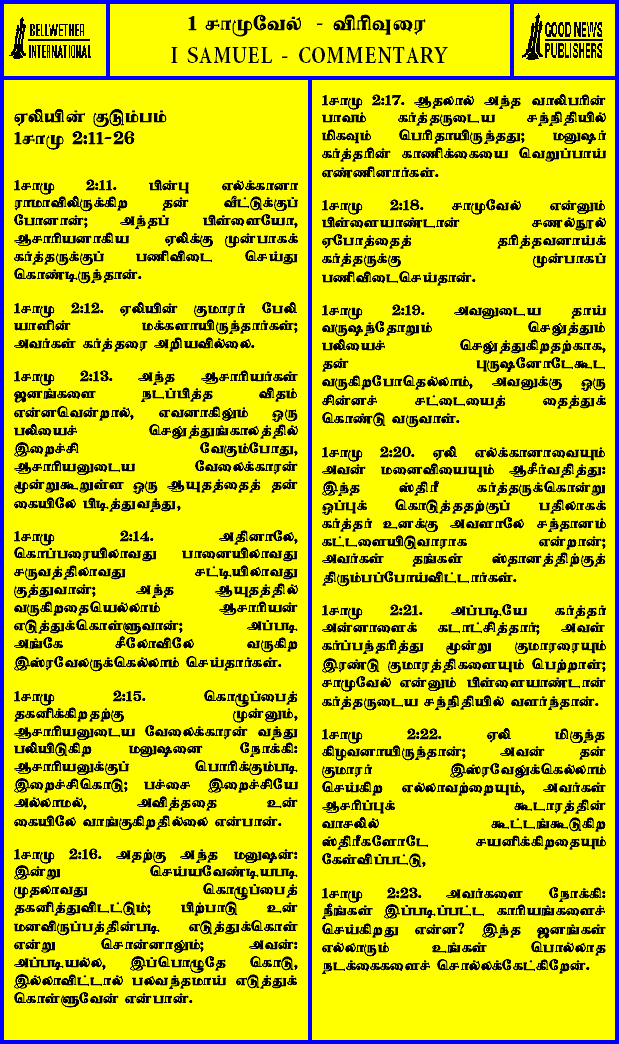 BELLWETHER
INTERNATIONAL
1 சாமுவேல் - விரிவுரை
I SAMUEL - COMMENTARY
GOOD NEWS
PUBLISHERS
ஏலியின் குடும்பம்
1சாமு 2:11-26
1சாமு 2:11. பின்பு எல்க்கானா
ராமாவிலிருக்கிற தன் வீட்டுக்குப்
போனான்; அந்தப் பிள்ளையோ,
ஆசாரியனாகிய ஏலிக்கு முன்பாகக்
கர்த்தருக்குப் பணிவிடை செய்து
கொண்டிருந்தான்.
1சாமு 2:12. ஏலியின் குமாரர் பேலி
யாளின் மக்களாயிருந்தார்கள்;
அவர்கள் கர்த்தரை அறியவில்லை.
1சாமு 2:13. அந்த ஆசாரியர்கள்
ஜனங்களை நடப்பித்த விதம்
என்னவென்றால், எவனாகிலும் ஒரு
பலியைச் செலுத்துங்காலத்தில்
இறைச்சி வேகும்போது,
ஆசாரியனுடைய வேலைக்காரன்
மூன்றுகூறுள்ள ஒரு ஆயுதத்தைத் தன்
கையிலே பிடித்துவந்து,
1சாமு 2:14. அதினாலே,
கொப்பரையிலாவது பானையிலாவது
சருவத்திலாவது சட்டியிலாவது
குத்துவான்; அந்த ஆயுதத்தில்
வருகிறதையெல்லாம் ஆசாரியன்
எடுத்துக்கொள்ளுவான்; அப்படி
அங்கே சீலோவிலே வருகிற
இஸ்ரவேலருக்கெல்லாம் செய்தார்கள்.
1சாமு 2:15. கொழுப்பைத்
தகனிக்கிறதற்கு முன்னும்,
ஆசாரியனுடைய வேலைக்காரன் வந்து
பலியிடுகிற மனுஷனை நோக்கி:
ஆசாரியனுக்குப் பொரிக்கும்படி
இறைச்சிகொடு; பச்சை இறைச்சியே
அல்லாமல், அவித்ததை உன்
கையிலே வாங்குகிறதில்லை என்பான்.
1சாமு 2:16. அதற்கு அந்த மனுஷன்:
இன்று செய்யவேண்டியபடி
முதலாவது கொழுப்பைத்
தகனித்துவிடட்டும்; பிற்பாடு உன்
மனவிருப்பத்தின்படி எடுத்துக்கொள்
என்று சொன்னாலும்; அவன்:
அப்படியல்ல, இப்பொழுதே கொடு,
இல்லாவிட்டால் பலவந்தமாய் எடுத்துக்
கொள்ளுவேன் என்பான்.
1சாமு 2:17. ஆதலால் அந்த வாலிபரின்
பாவம் கர்த்தருடைய சந்நிதியில்
மிகவும் பெரிதாயிருந்தது; மனுஷர்
கர்த்தரின் காணிக்கையை வெறுப்பாய்
எண்ணினார்கள்.
1சாமு 2:18. சாமுவேல் என்னும்
பிள்ளையாண்டான் சணல்நூல்
ஏபோத்தைத் தரித்தவனாய்க்
கர்த்தருக்கு முன்பாகப்
பணிவிடைசெய்தான்.
1சாமு 2:19. அவனுடைய தாய்
வருஷந்தோறும் செலுத்தும்
பலியைச் செலுத்துகிறதற்காக,
தன் புருஷனோடேகூட
வருகிறபோதெல்லாம், அவனுக்கு ஒரு
சின்னச் சட்டையைத் தைத்துக்
கொண்டு வருவாள்.
1சாமு 2:20. ஏலி எல்க்கானாவையும்
அவன் மனைவியையும் ஆசீர்வதித்து:
இந்த ஸ்திரீ கர்த்தருக்கென்று
ஒப்புக் கொடுத்ததற்குப் பதிலாகக்
கர்த்தர் உனக்கு அவளாலே சந்தானம்
கட்டளையிடுவாராக என்றான்;
அவர்கள் தங்கள் ஸ்தானத்திற்குத்
திரும்பப்போய்விட்டார்கள்.
1சாமு 2:21. அப்படியே கர்த்தர்
அன்னாளைக் கடாட்சித்தார்; அவள்
கர்ப்பந்தரித்து மூன்று குமாரரையும்
இரண்டு குமாரத்திகளையும் பெற்றாள்;
சாமுவேல் என்னும் பிள்ளையாண்டான்
கர்த்தருடைய சந்நிதியில் வளர்ந்தான்.
1சாமு 2:22. ஏலி மிகுந்த
கிழவனாயிருந்தான்; அவன் தன்
குமாரர் இஸ்ரவேலுக்கெல்லாம்
செய்கிற எல்லாவற்றையும், அவர்கள்
ஆசரிப்புக் கூடாரத்தின்
வாசலில் கூட்டங்கூடுகிற
ஸ்திரீகளோடே சயனிக்கிறதையும்
கேள்விப்பட்டு,
1சாமு 2:23. அவர்களை நோக்கி:
நீங்கள் இப்படிப்பட்ட காரியங்களைச்
செய்கிறது என்ன? இந்த ஜனங்கள்
எல்லாரும் உங்கள் பொல்லாத
நடக்கைகளைச் சொல்லக்கேட்கிறேன்.